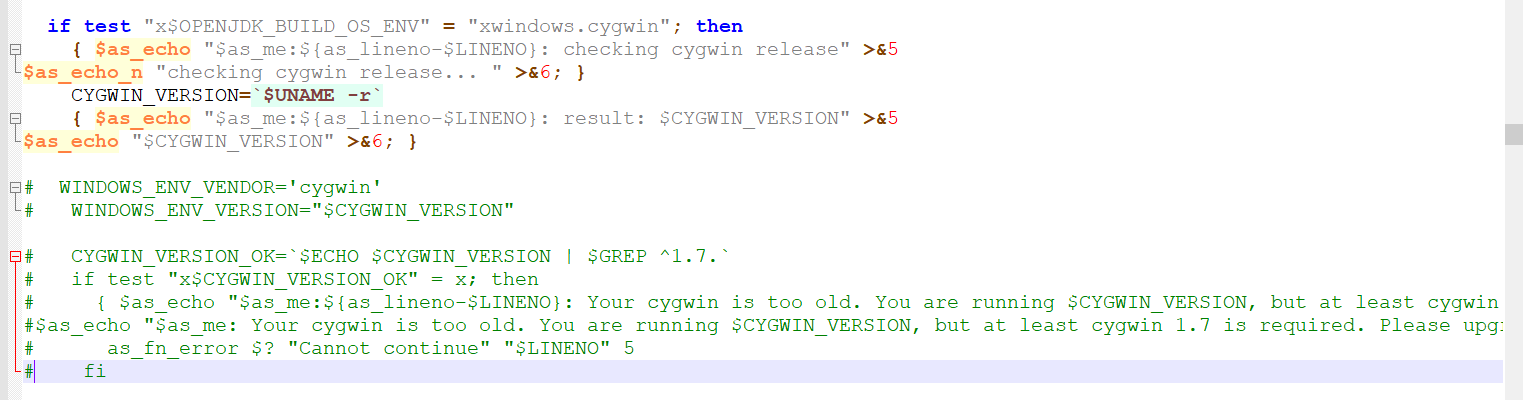 if test "x$OPENJDK_BUILD_OS_ENV" = "xwindows.cygwin"; then
{ $as_echo "$as_me:${as_lineno-$LINENO}: checking cygwin release" >&5
$as_echo_n "checking cygwin release... " >&6; }
CYGWIN_VERSION=`$UNAME -r`
{ $as_echo "$as_me:${as_lineno-$LINENO}: result: $CYGWIN_VERSION" >&5
$as_echo "$CYGWIN_VERSION" >&6; }
#  WINDOWS_ENV_VENDOR='cygwin'
#   WINDOWS_ENV_VERSION="$CYGWIN_VERSION"
#   CYGWIN_VERSION_OK=`$ECHO $CYGWIN_VERSION | $GREP ^1.7.`
#   if test "x$CYGWIN_VERSION_OK" = x; then
#     { $as_echo "$as_me:${as_lineno-$LINENO}: Your cygwin is too old. You are running $CYGWIN_VERSION, but at least cygwin
#$as_echo "$as_me: Your cygwin is too old. You are running $CYGWIN_VERSION, but at least cygwin 1.7 is required. Please
#      as_fn_error $? "Cannot continue" "$LINENO" 5
#    fi